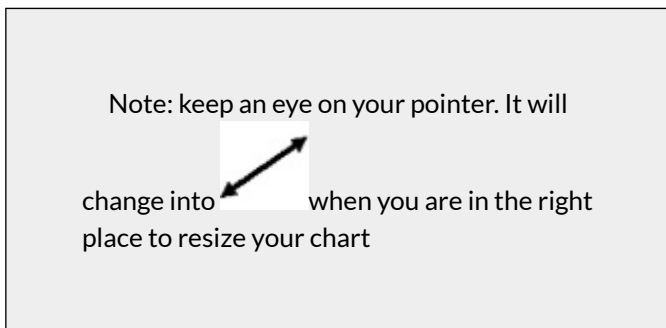 Note: keep an eye on your pointer. It will
change into when you are in the right
place to resize your chart